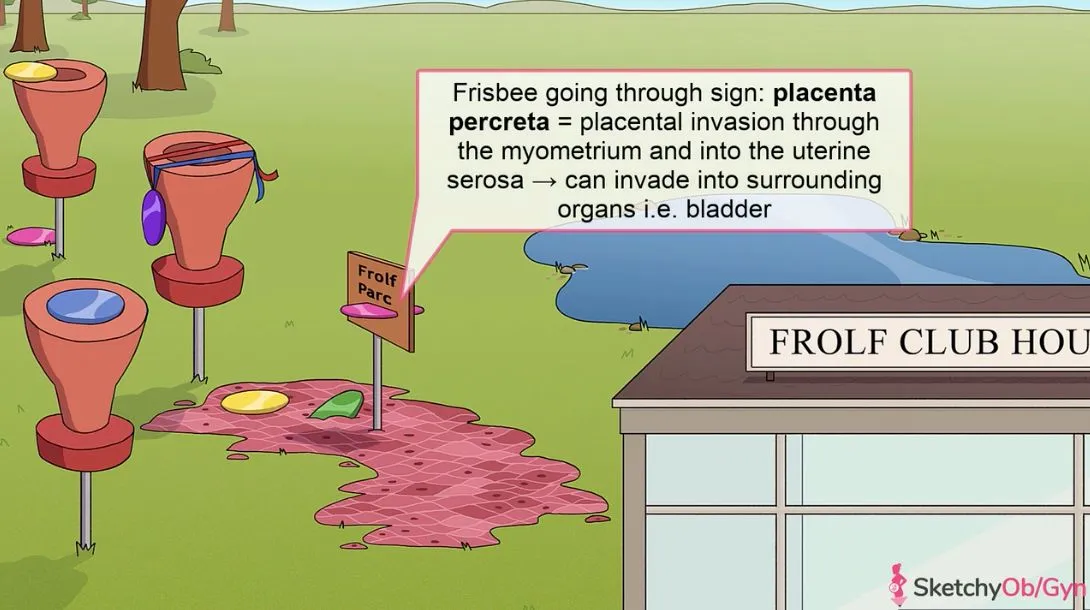 Frisbee going through sign: placenta
percreta = placental invasion through
the myometrium and into the uterine
serosa → can invade into surrounding
organs i.e. bladder
Frolf
Parc
FROLF CLUB HOU
SketchyOb/Gyn